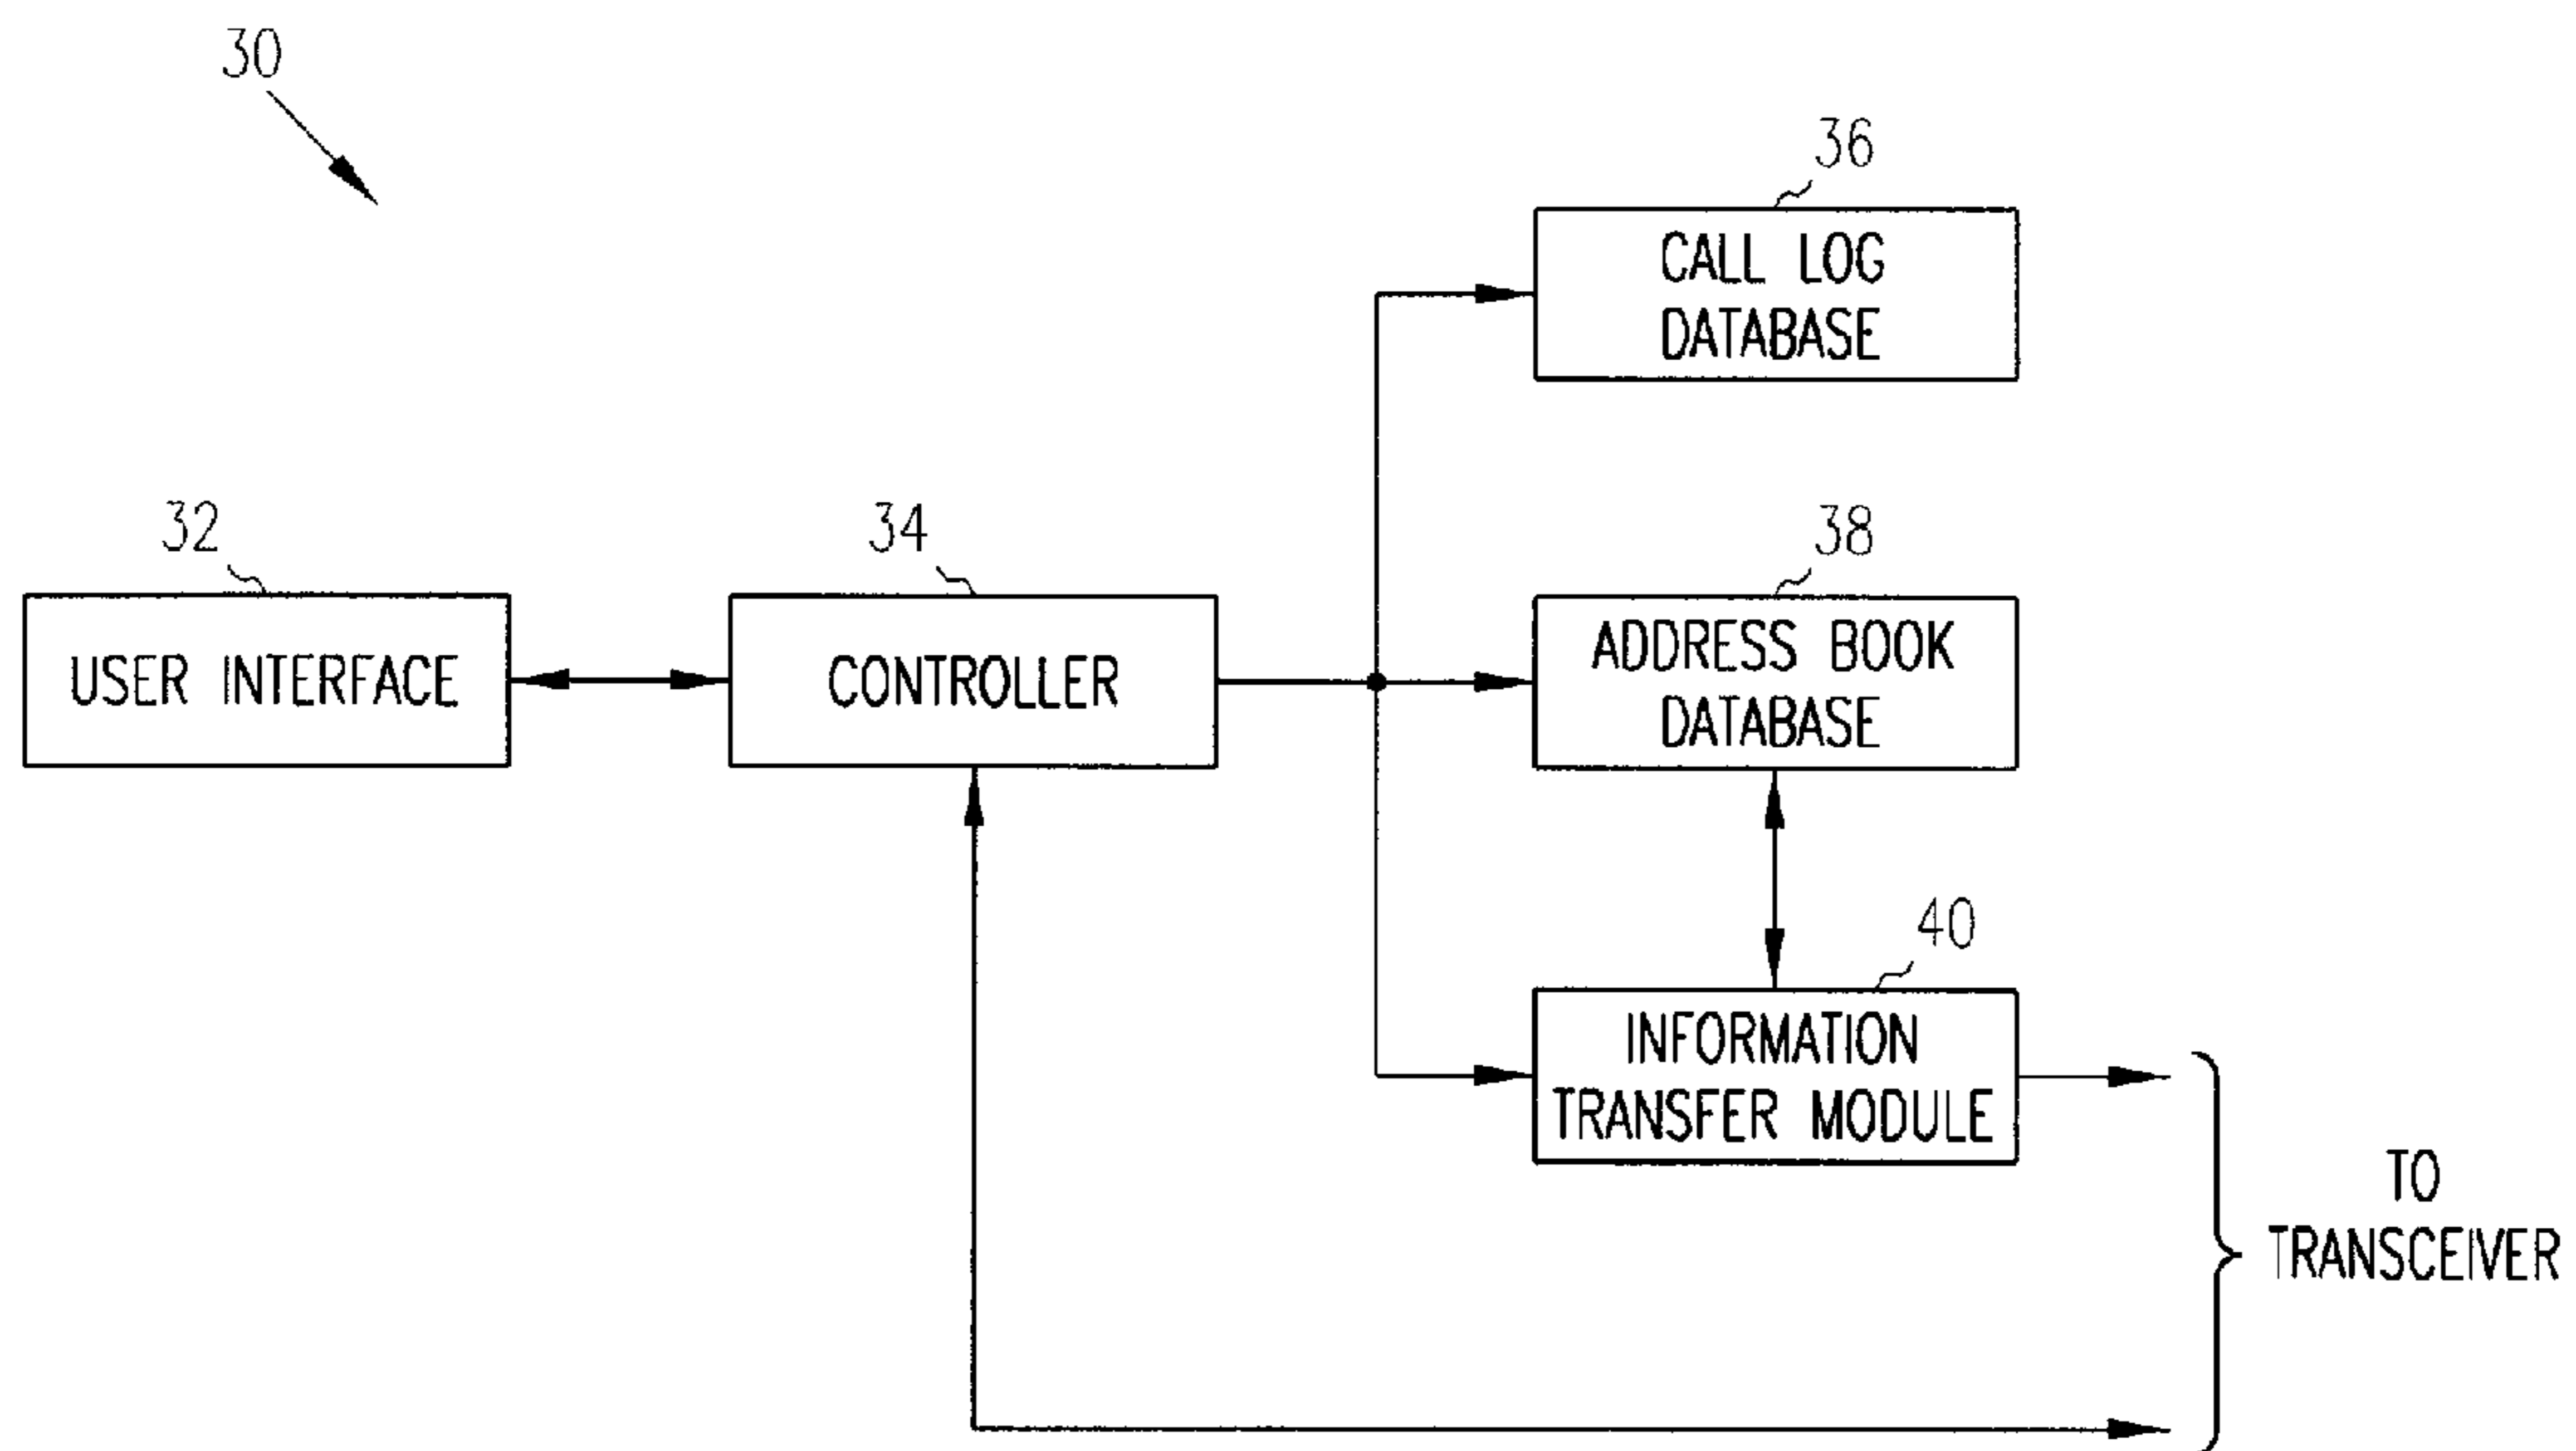 30
36
CALL LOG
DATABASE
32
34
38
USER INTERFACE
CONTROLLER
ADDRESS BOOK
DATABASE
40
INFORMATION
TRANSFER MODULE
TO
TRANSCEIVER